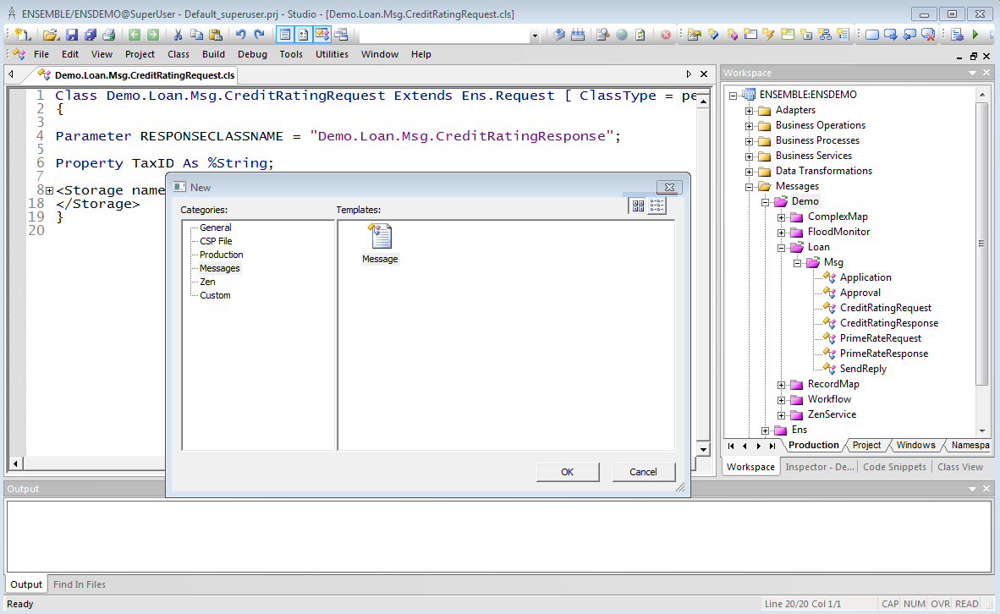 ENSEMBLE/ENSDEMO@SuperUser - Default_superuser.prj - Studio - [Demo.Loan.Msg.CreditRatingRequest.cls]
File Edit View Project Class Build Debug Tools Utilities Window Help
Demo.Loan.Msg.CreditRatingRequest.cls
1 Class Demo.Loan.Msg.CreditRatingRequest Extends Ens.Request [ ClassType = pe
2 {
3
4 Parameter RESPONSECLASSNAME = "Demo.Loan.Msg.CreditRatingResponse";
5
6 Property TaxID As %String;
7
8 <Storage name
18 </Storage>
19 }
20
New
Categories:
General
CSP File
Production
Messages
Zen
Custom
Templates:
Message
OK Cancel
Workspace
ENSEMBLE:ENSDEMO
Adapters
Business Operations
Business Processes
Business Services
Data Transformations
Messages
Demo
ComplexMap
FloodMonitor
Loan
Msg
Application
Approval
CreditRatingRequest
CreditRatingResponse
PrimeRateRequest
PrimeRateResponse
SendReply
RecordMap
Workflow
ZenService
Ens
Production Project Windows Namespa
Workspace Inspector - De... Code Snippets Class View
Output
Output Find In Files
Ready Line 20/20 Col 1/1 CAP NUM OVR READ